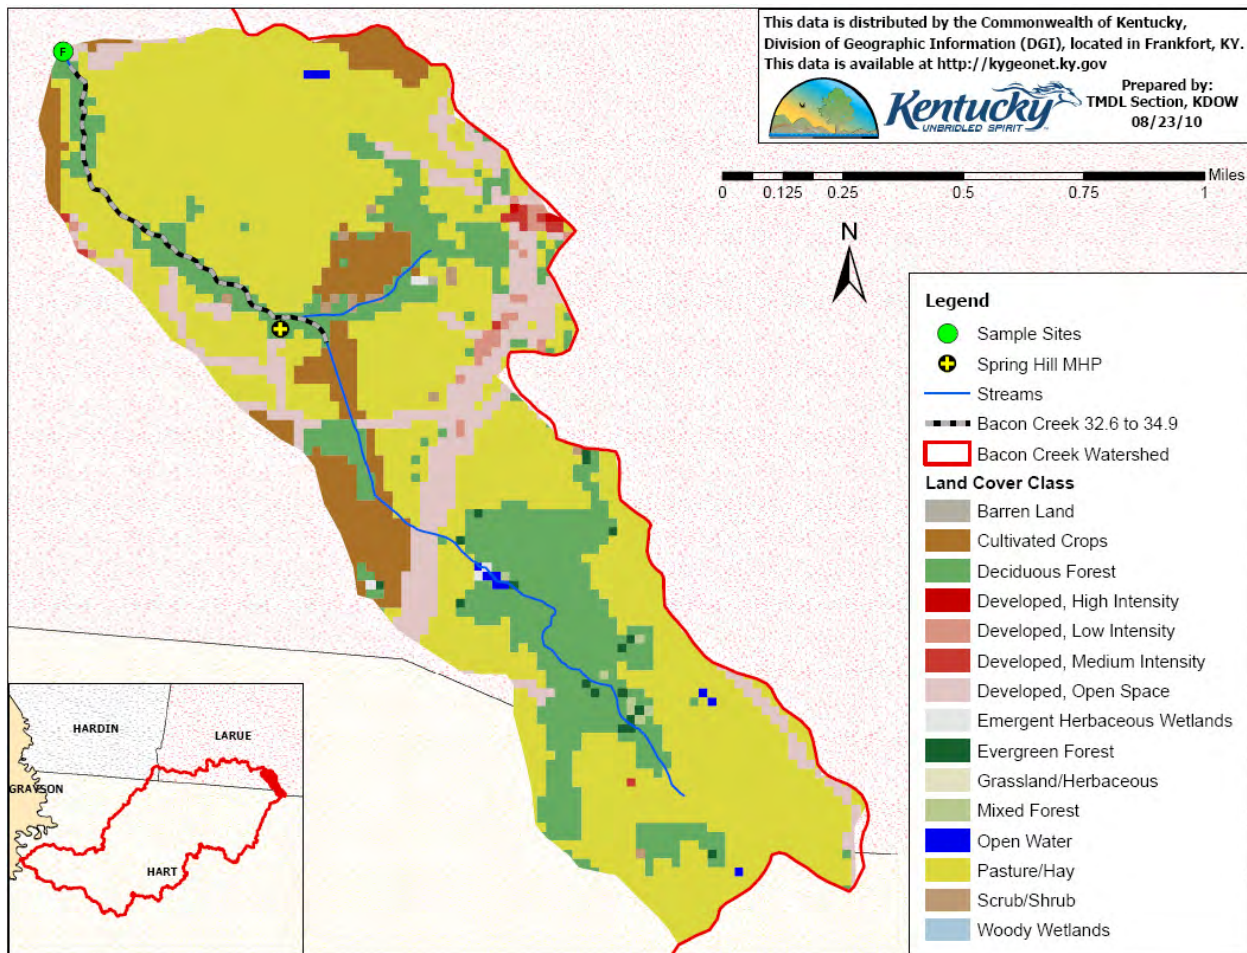 This data is distributed by the Commonwealth of Kentucky,
Division of Geographic Information (DGI), located in Frankfort, KY.
This data is available at http://kygeonet.ky.gov
Kentucky
UNBRIDLED SPIRIT
Prepared by:
TMDL Section, KDOW
08/23/10
Miles
0 0.125 0.25 0.5 0.75 1
N
F
Legend
Sample Sites
Spring Hill MHP
Streams
Bacon Creek 32.6 to 34.9
Bacon Creek Watershed
Land Cover Class
Barren Land
Cultivated Crops
Deciduous Forest
Developed, High Intensity
Developed, Low Intensity
Developed, Medium Intensity
Developed, Open Space
Emergent Herbaceous Wetlands
Evergreen Forest
Grassland/Herbaceous
Mixed Forest
Open Water
Pasture/Hay
Scrub/Shrub
Woody Wetlands
HARDIN
LARUE
GRAYSON
HART